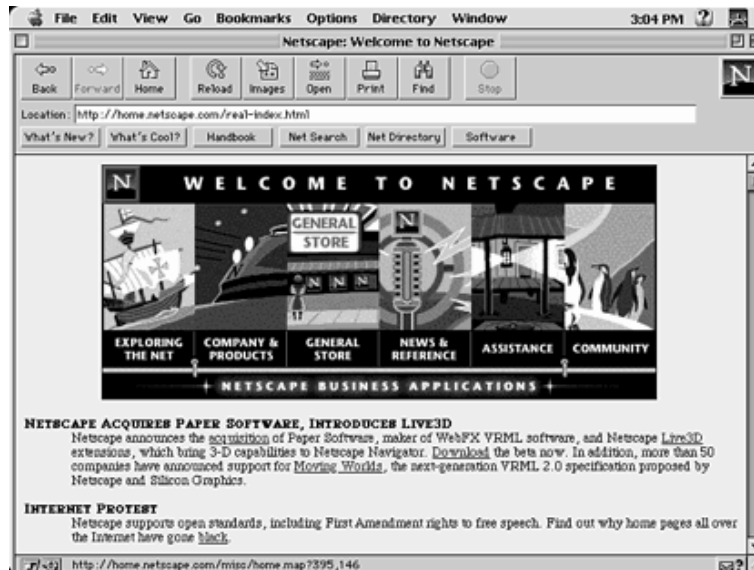 File Edit View Go Bookmarks Options Directory Window 3:04 PM
Netscape: Welcome to Netscape
Back Forward Home Reload Images Open Print Find Stop
N
Location: http://home.netscape.com/real-index.html
What's New? What's Cool? Handbook Net Search Net Directory Software
N WELCOME TO NETSCAPE
GENERAL
STORE
N
N N N
EXPLORING THE NET
COMPANY & PRODUCTS
GENERAL STORE
NEWS & REFERENCE
ASSISTANCE
COMMUNITY
NETSCAPE BUSINESS APPLICATIONS
NETSCAPE ACQUIRES PAPER SOFTWARE, INTRODUCES LIVE3D
Netscape announces the acquisition of Paper Software, maker of WebFX VRML software, and Netscape Live3D
extensions, which bring 3-D capabilities to Netscape Navigator. Download the beta now. In addition, more than 50
companies have announced support for Moving Worlds, the next-generation VRML 2.0 specification proposed by
Netscape and Silicon Graphics.
INTERNET PROTEST
Netscape supports open standards, including First Amendment rights to free speech. Find out why home pages all over
the Internet have gone black.
http://home.netscape.com/misc/home.map?395,146